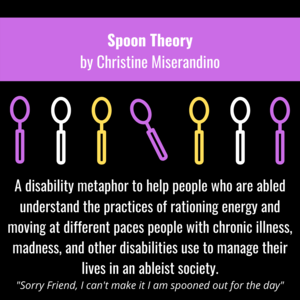 Spoon Theory
by Christine Miserandino
A disability metaphor to help people who are abled
understand the practices of rationing energy and
moving at different paces people with chronic illness,
madness, and other disabilities use to manage their
lives in an ableist society.
"Sorry Friend, I can't make it I am spooned out for the day"